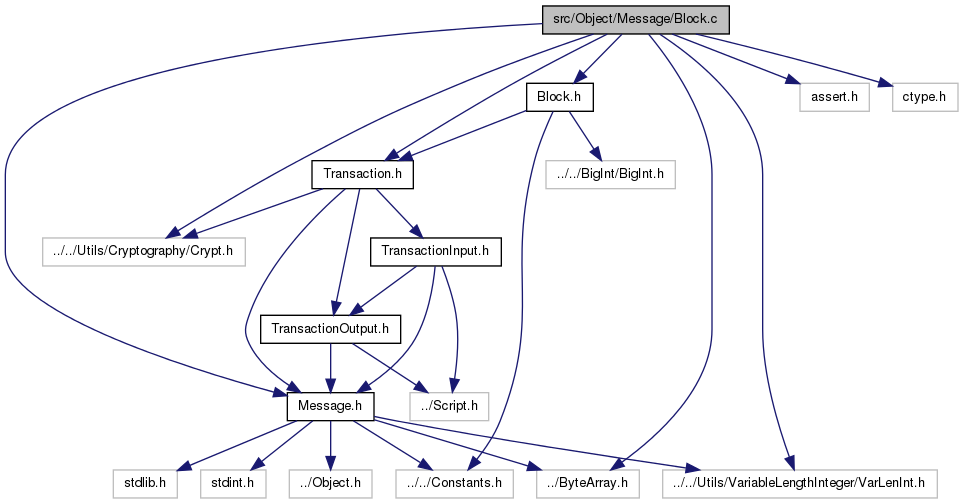 src/Object/Message/Block.c
Block.h
assert.h
ctype.h
Transaction.h
../../BigInt/BigInt.h
../../Utils/Cryptography/Crypt.h
TransactionInput.h
TransactionOutput.h
Message.h
../Script.h
stdlib.h
stdint.h
../Object.h
../../Constants.h
../ByteArray.h
../../Utils/VariableLengthInteger/VarLenInt.h